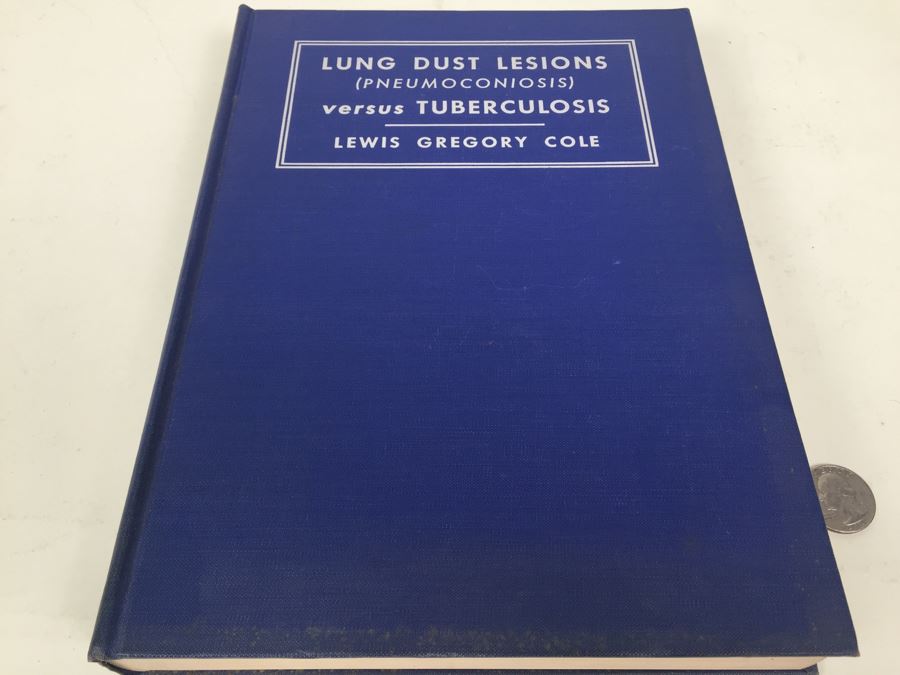 LUNG DUST LESIONS
(PNEUMOCONIOSIS)
versus TUBERCULOSIS
LEWIS GREGORY COLE